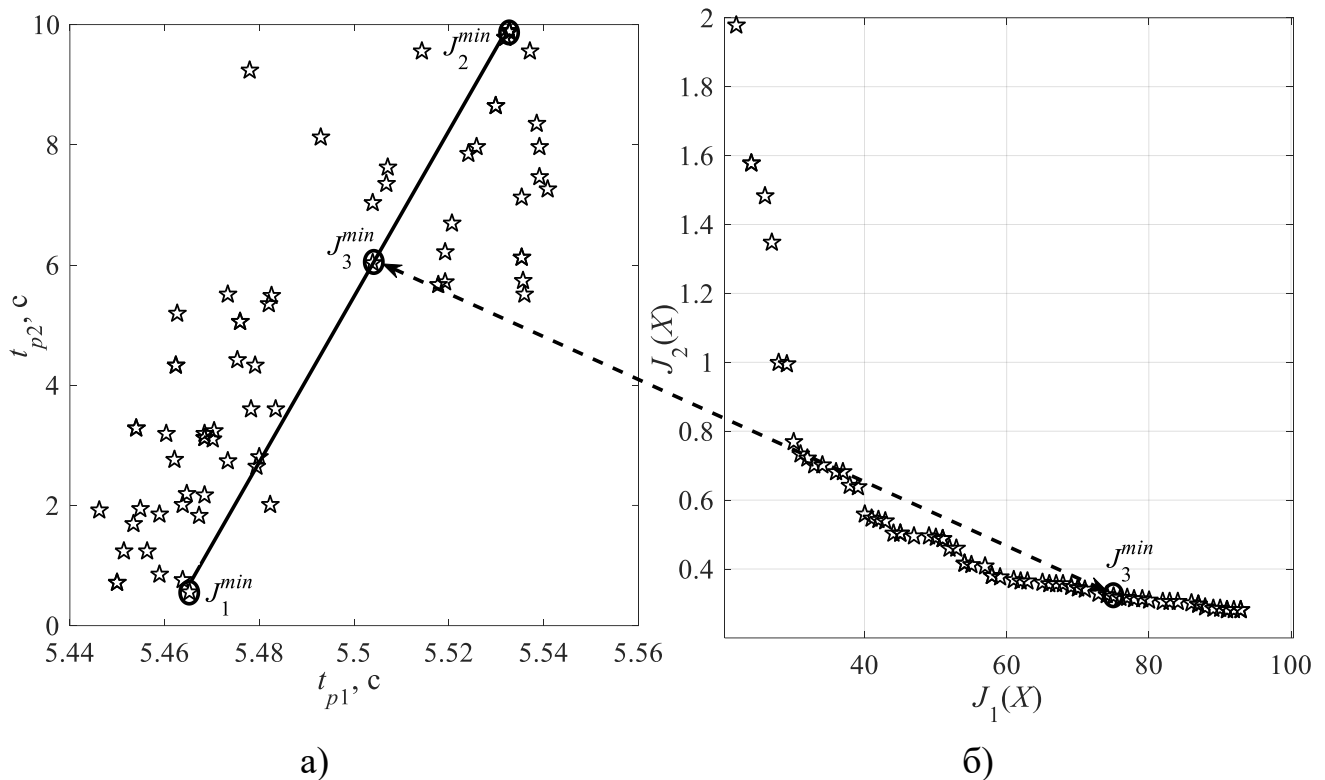 10
8
6
4
2
0
5.44
5.46
5.48
5.5
5.52
5.54
5.56
t_{p2}, с
t_{p1}, с
J_2^{min}
J_3^{min}
J_1^{min}
а)
2
1.8
1.6
1.4
1.2
1
0.8
0.6
0.4
40
60
80
100
J_2(X)
J_1(X)
J_3^{min}
б)